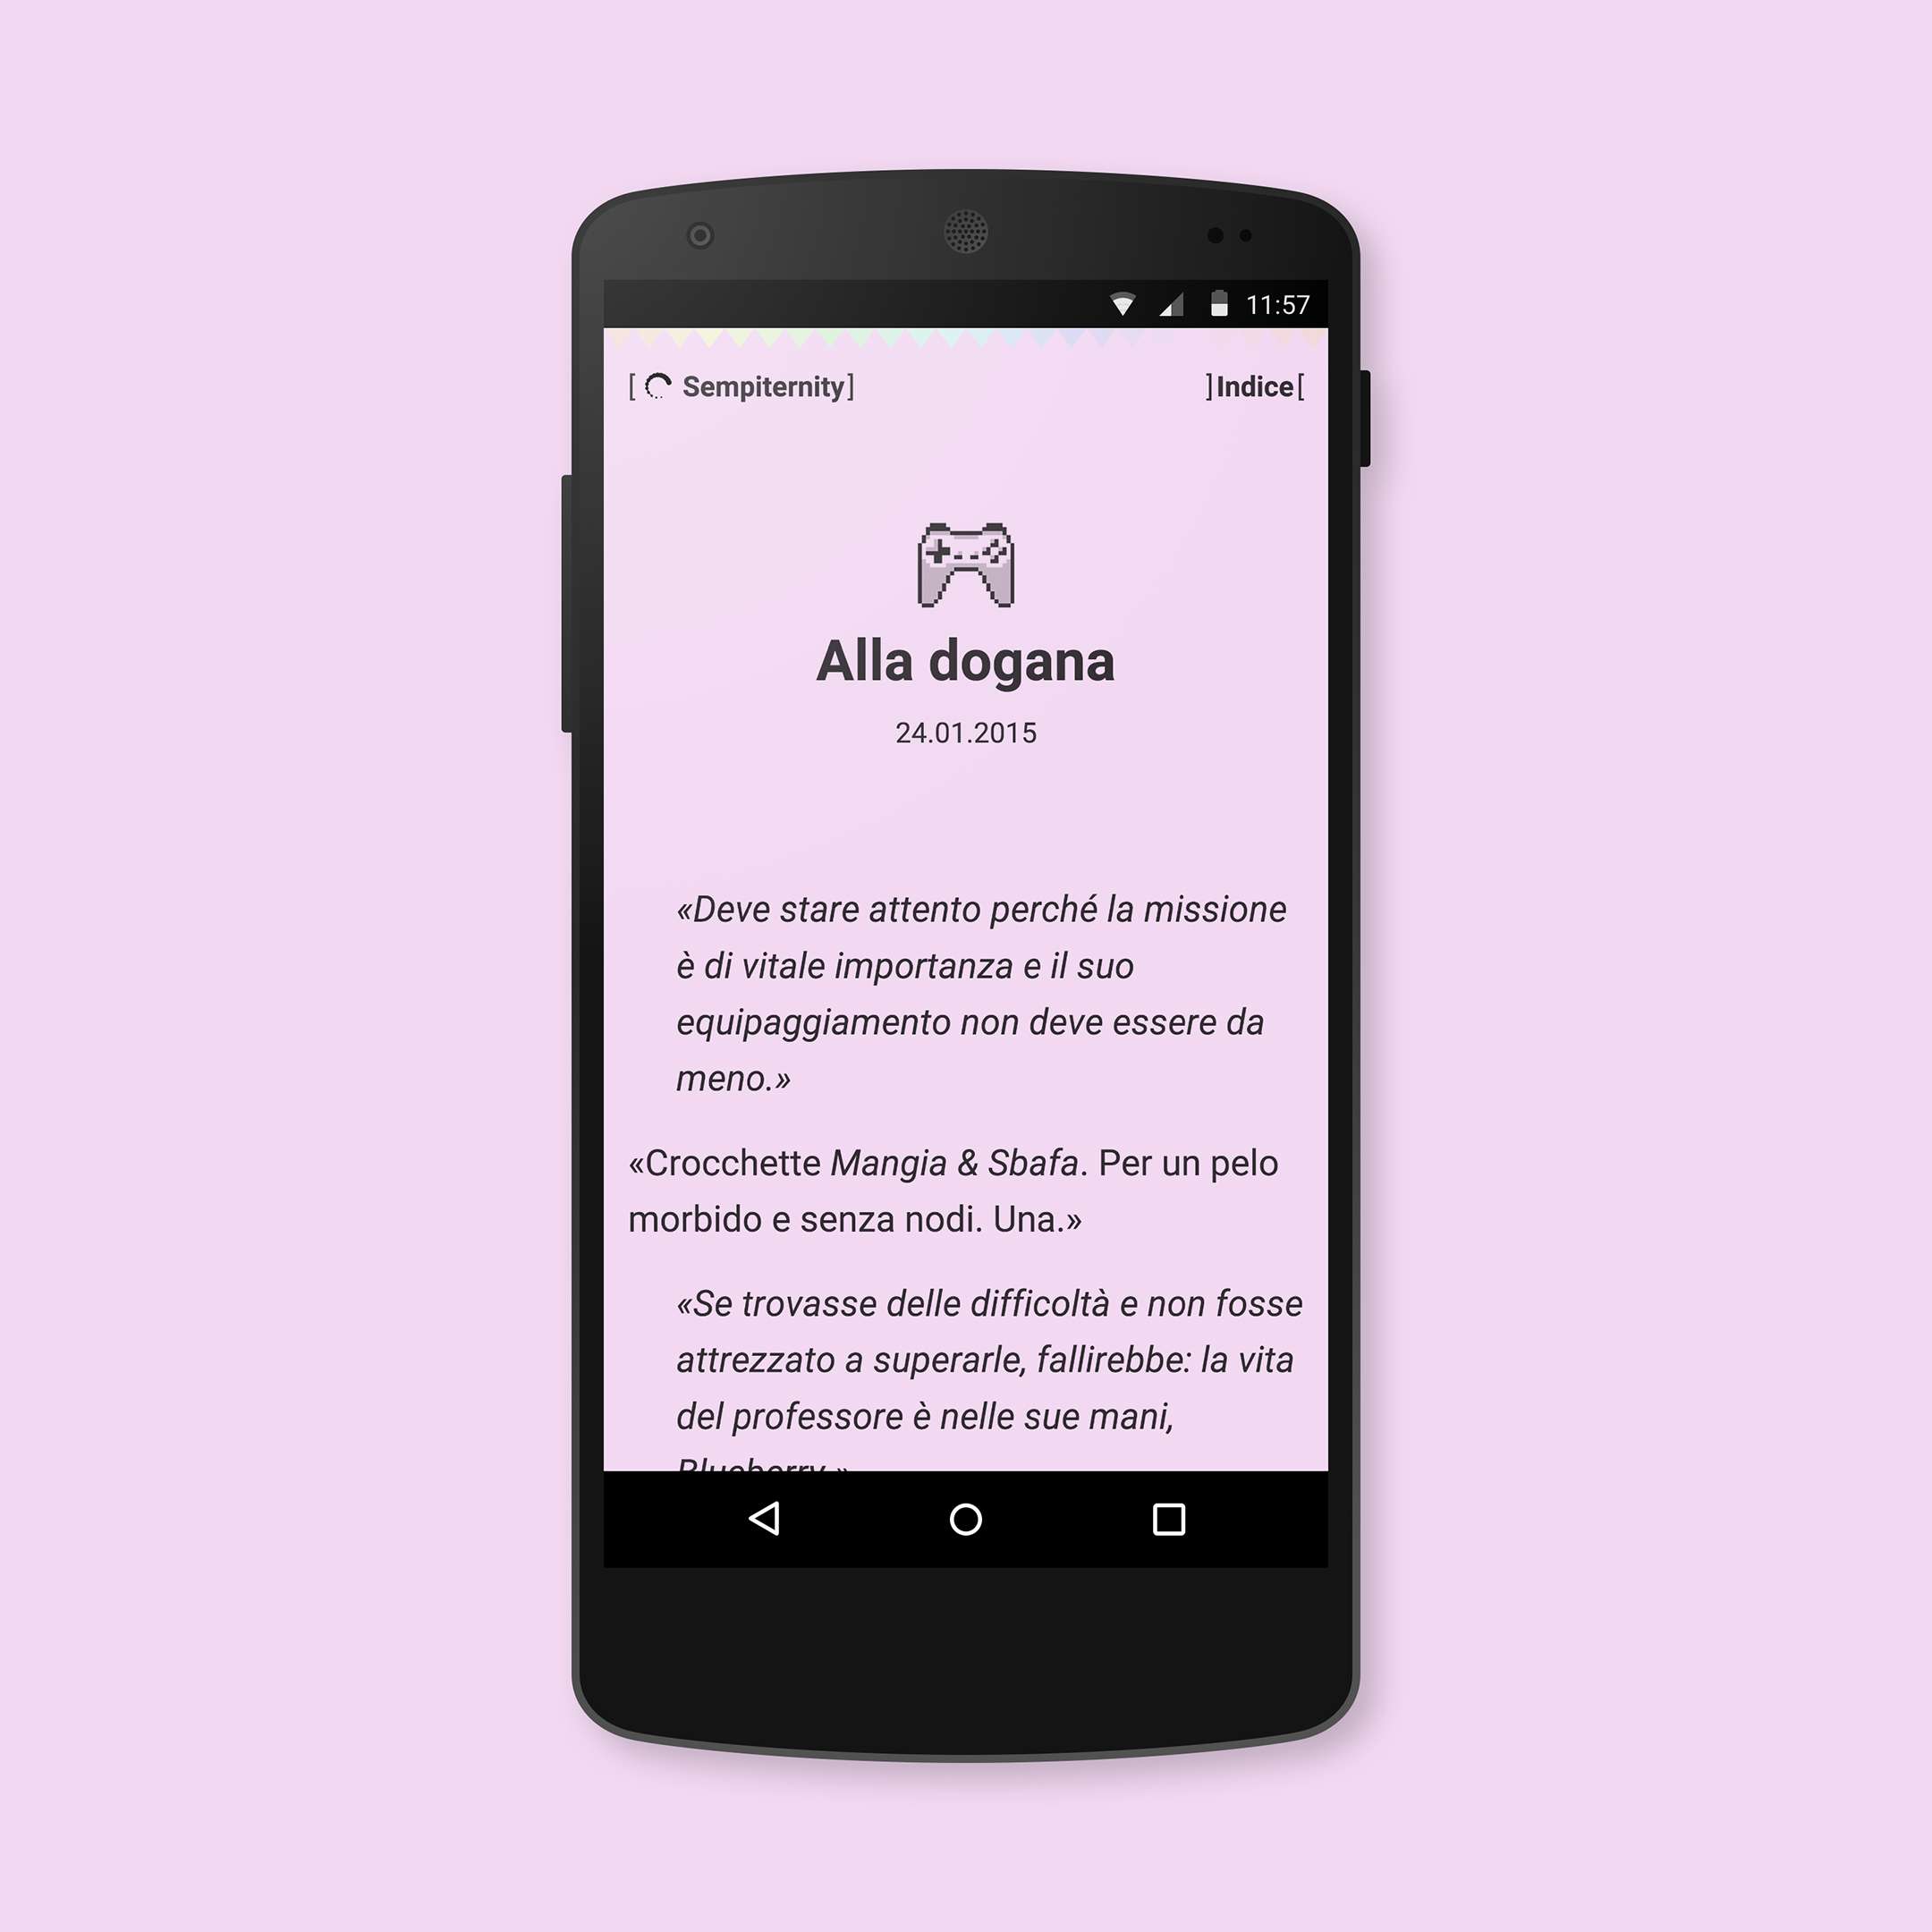 11:57
[ Sempiternity]
]Indice[
Alla dogana
24.01.2015
«Deve stare attento perché la missione
è di vitale importanza e il suo
equipaggiamento non deve essere da
meno.»
«Crocchette Mangia & Sbafa. Per un pelo
morbido e senza nodi. Una.»
«Se trovasse delle difficoltà e non fosse
attrezzato a superarle, fallirebbe: la vita
del professore è nelle sue mani,
Blueberry.»